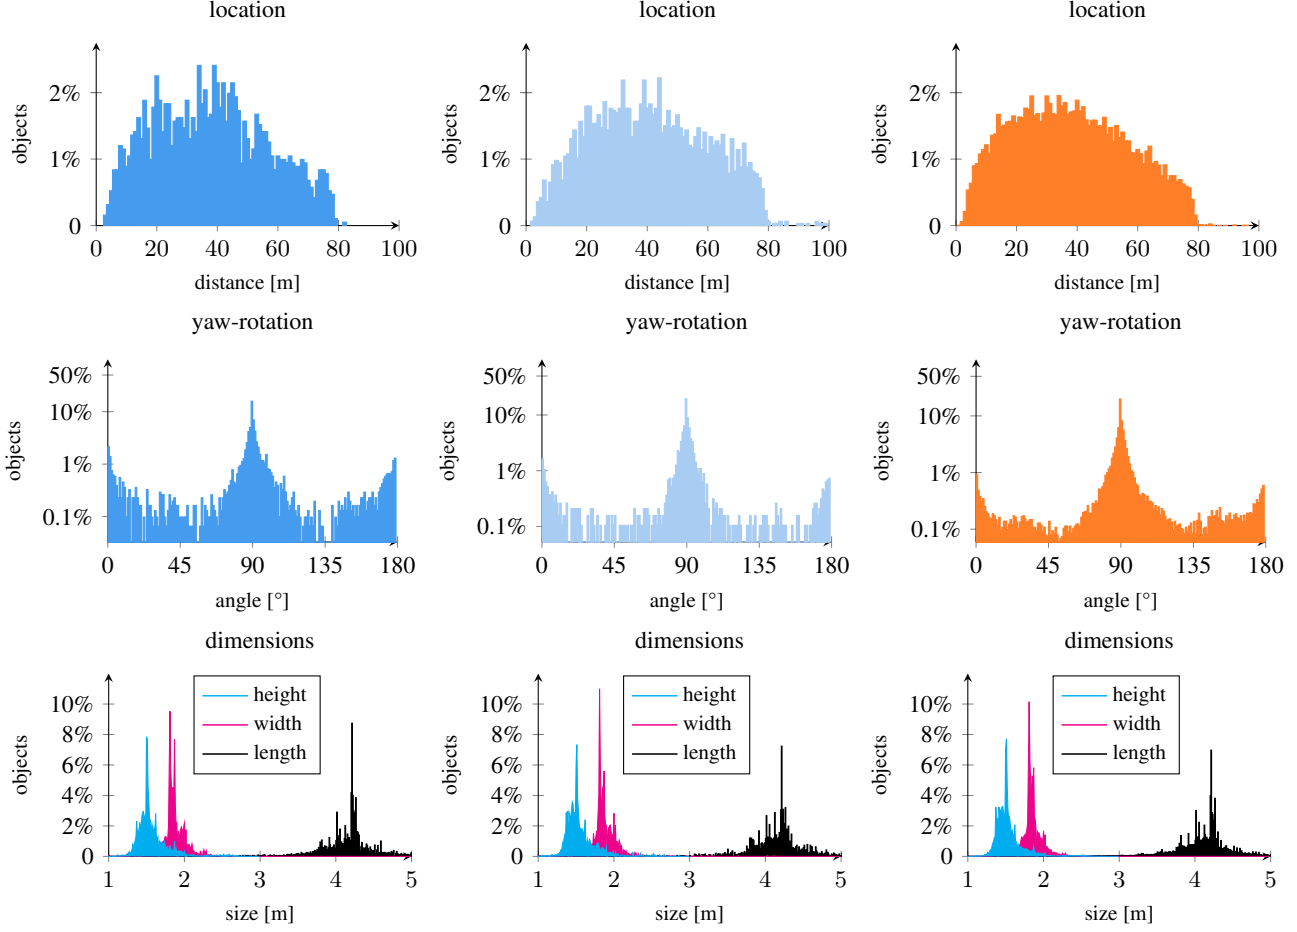 location
location
location
2%
1%
0
0
20
40
60
80
100
objects
distance [m]
2%
1%
0
0
20
40
60
80
100
objects
distance [m]
2%
1%
0
0
20
40
60
80
100
objects
distance [m]
yaw-rotation
yaw-rotation
yaw-rotation
50%
10%
1%
0.1%
0
45
90
135
180
objects
angle [°]
50%
10%
1%
0.1%
0
45
90
135
180
objects
angle [°]
50%
10%
1%
0.1%
0
45
90
135
180
objects
angle [°]
dimensions
dimensions
dimensions
10%
8%
6%
4%
2%
0
1
2
3
4
5
objects
size [m]
height
width
length
10%
8%
6%
4%
2%
0
1
2
3
4
5
objects
size [m]
height
width
length
10%
8%
6%
4%
2%
0
1
2
3
4
5
objects
size [m]
height
width
length